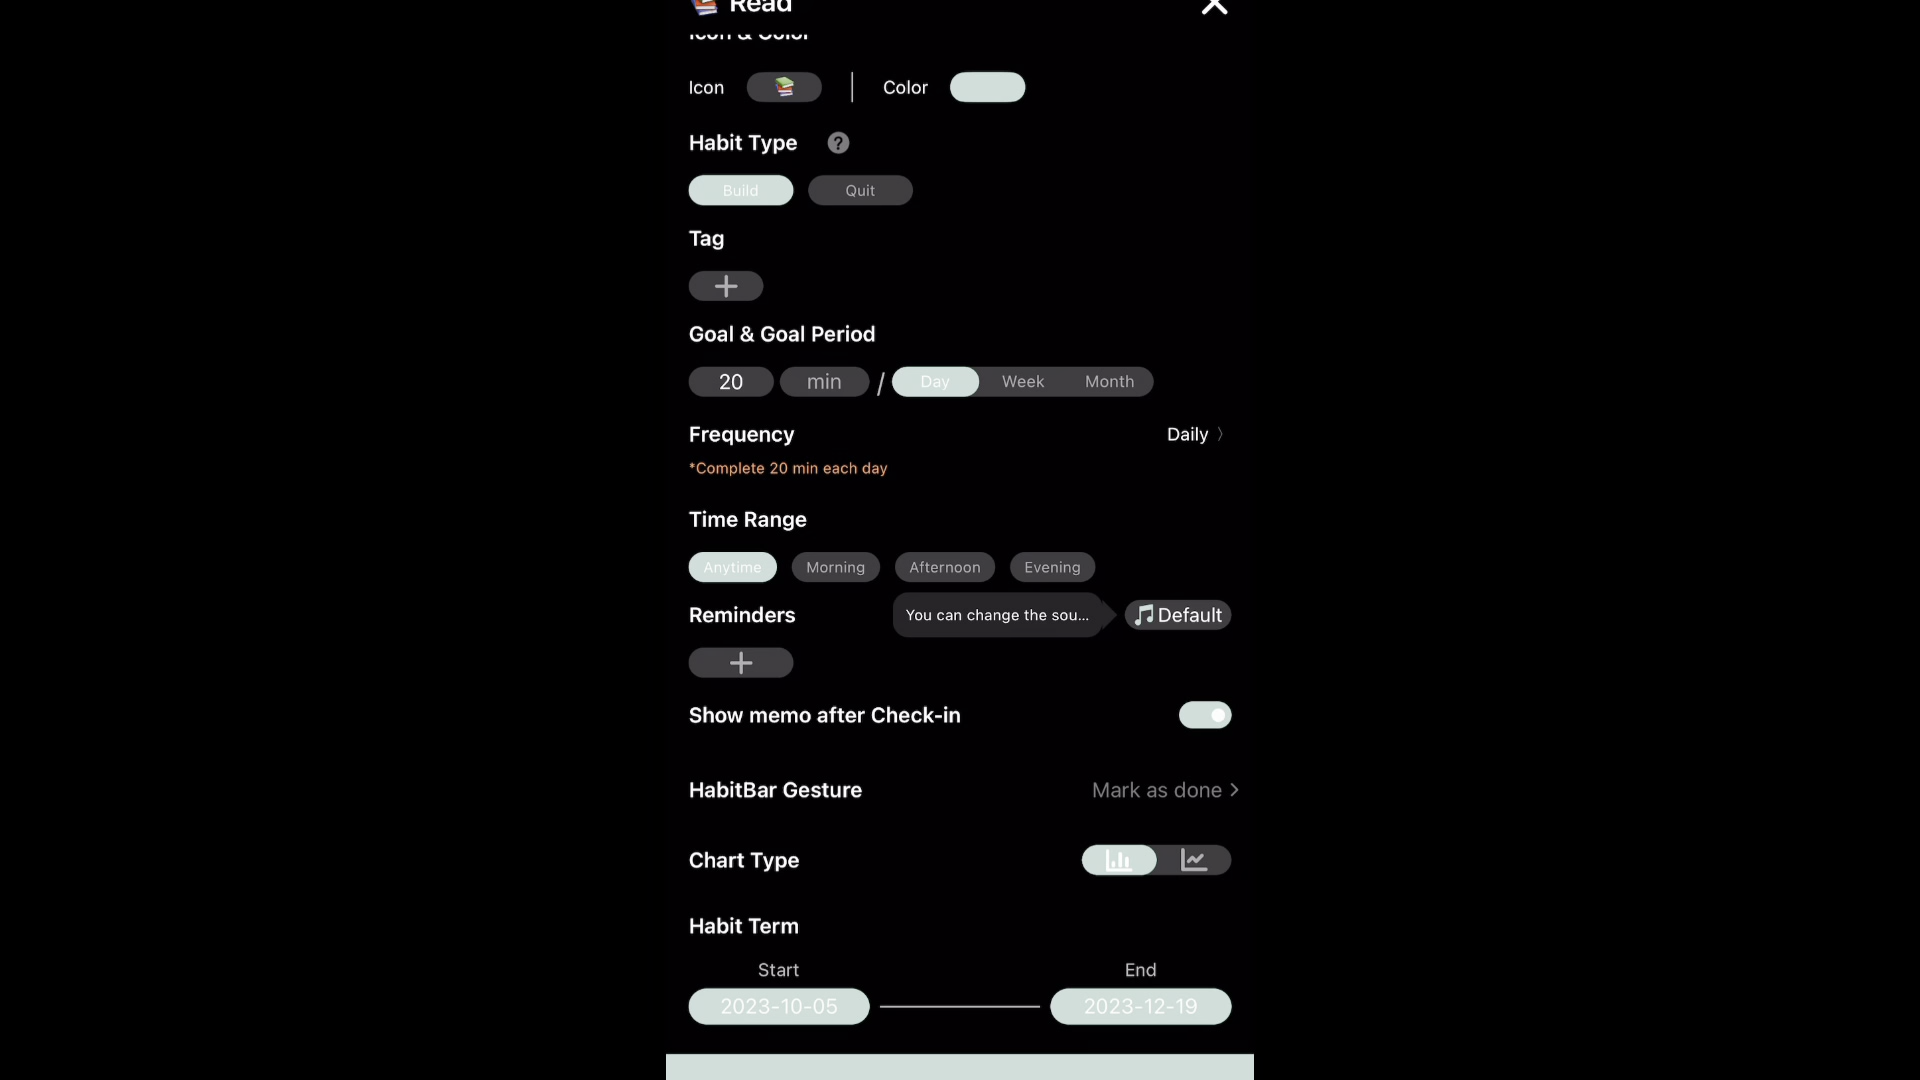 Read
Icon & Color
Icon Color
Habit Type ?
Build Quit
Tag
Goal & Goal Period
20 min / Day Week Month
Frequency Daily
*Complete 20 min each day
Time Range
Anytime Morning Afternoon Evening
Reminders You can change the sou... Default
Show memo after Check-in
HabitBar Gesture Mark as done
Chart Type
Habit Term
Start End
2023-10-05 2023-12-19